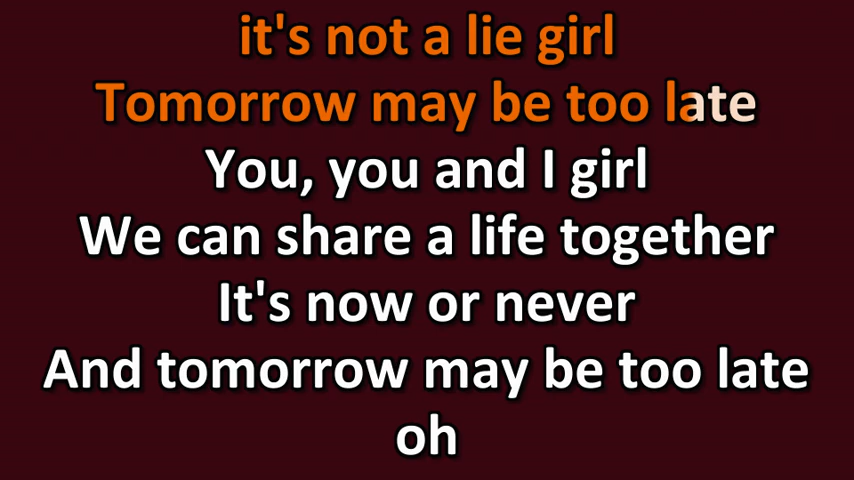 it's not a lie girl
Tomorrow may be too late
You, you and I girl
We can share a life together
It's now or never
And tomorrow may be too late
oh